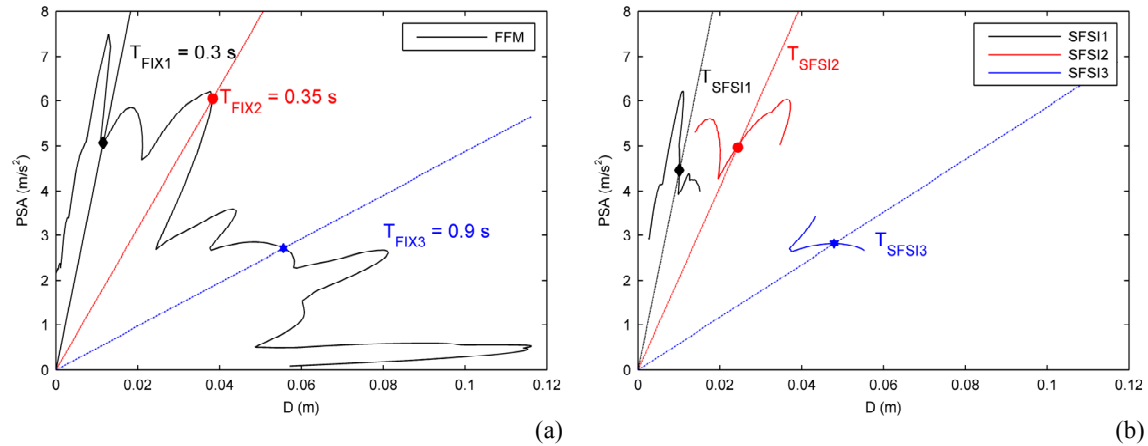 8
7
6
5
4
3
2
1
0
PSA (m/s²)
FFM
T_FIX1 = 0.3 s
T_FIX2 = 0.35 s
T_FIX3 = 0.9 s
0 0.02 0.04 0.06 0.08 0.1 0.12
D (m)
(a)
8
7
6
5
4
3
2
1
0
PSA (m/s²)
SFSI1
SFSI2
SFSI3
T_SFSI2
T_SFSI1
T_SFSI3
0 0.02 0.04 0.06 0.08 0.1 0.12
D (m)
(b)